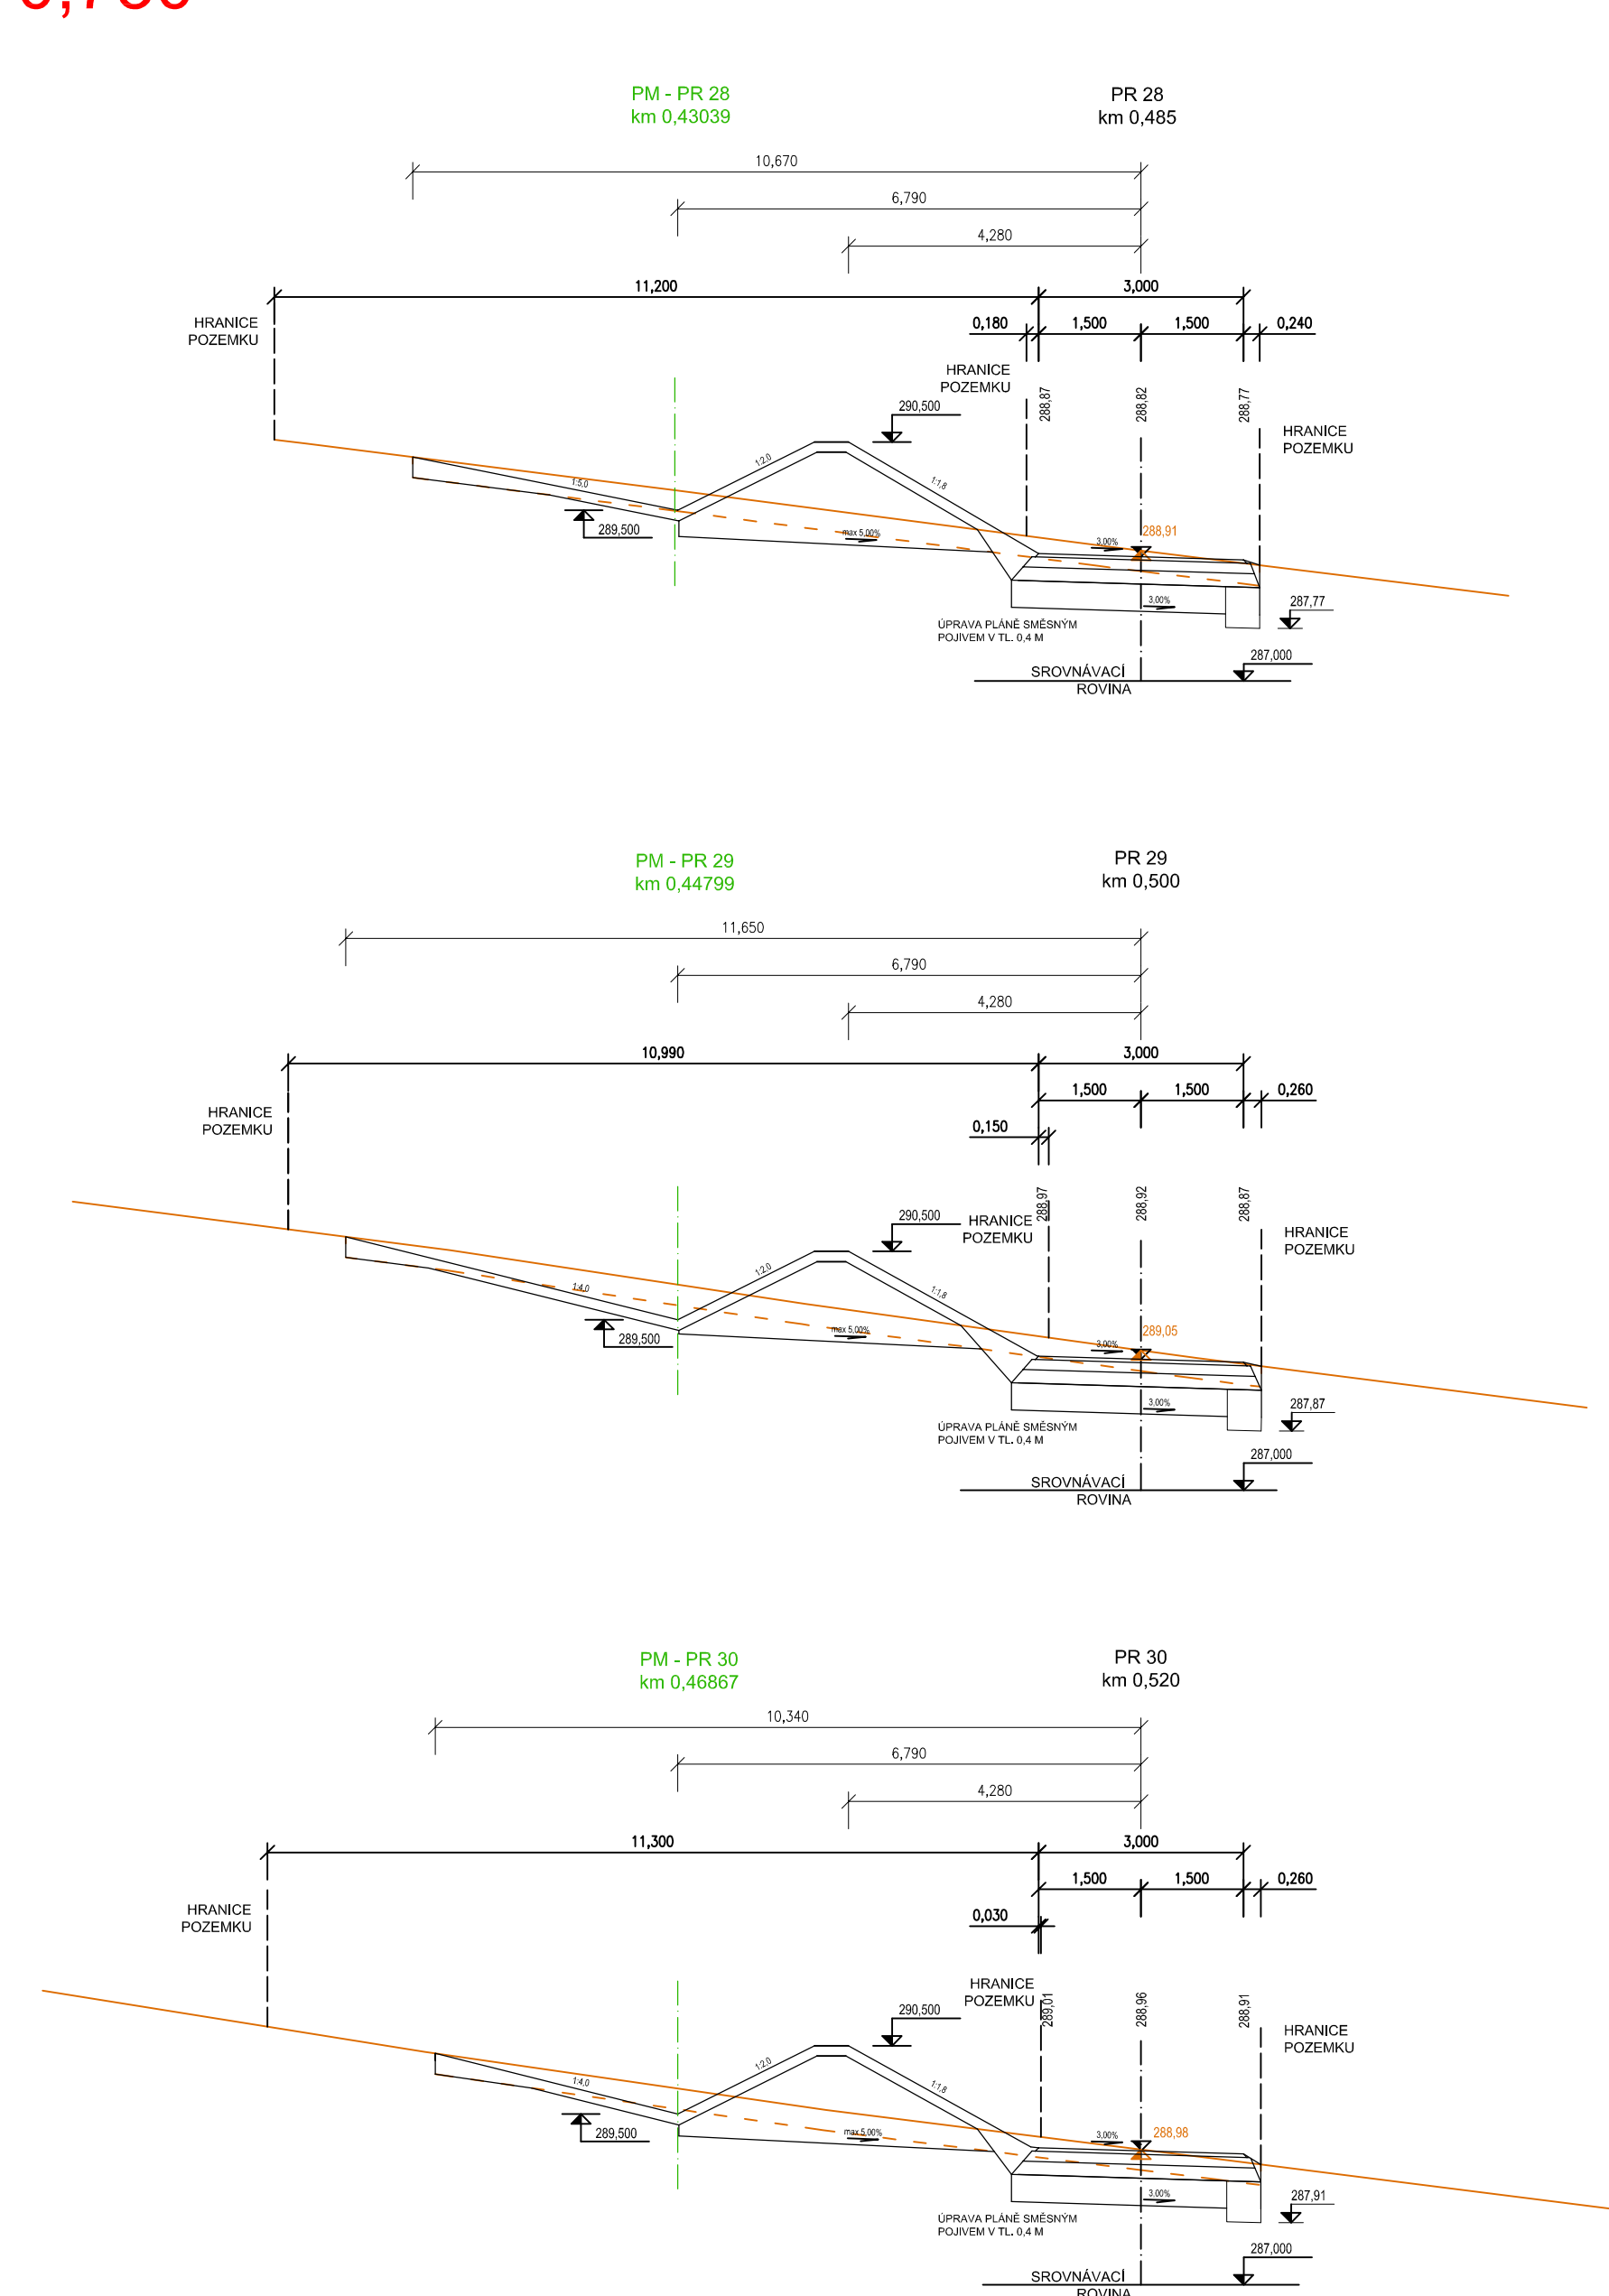 PM - PR 28
km 0,43039
PR 28
km 0,485
10,670
6,790
4,280
11,200
3,000
0,180
1,500
1,500
0,240
HRANICE
POZEMKU
HRANICE
POZEMKU
288,87
288,82
288,77
290,500
HRANICE
POZEMKU
1:2,0
1:1,8
1:5,0
289,500
max 5,00%
3,00%
288,91
3,00%
287,77
ÚPRAVA PLÁNĚ SMĚSNÝM
POJIVEM V TL. 0,4 M
287,000
SROVNÁVACÍ
ROVINA
PM - PR 29
km 0,44799
PR 29
km 0,500
11,650
6,790
4,280
10,990
3,000
1,500
1,500
0,260
HRANICE
POZEMKU
0,150
288,97
288,92
288,87
290,500
HRANICE
POZEMKU
HRANICE
POZEMKU
1:2,0
1:1,8
1:4,0
289,500
max 5,00%
3,00%
289,05
3,00%
287,87
ÚPRAVA PLÁNĚ SMĚSNÝM
POJIVEM V TL. 0,4 M
287,000
SROVNÁVACÍ
ROVINA
PM - PR 30
km 0,46867
PR 30
km 0,520
10,340
6,790
4,280
11,300
3,000
1,500
1,500
0,260
HRANICE
POZEMKU
0,030
HRANICE
POZEMKU
289,01
288,96
288,91
290,500
HRANICE
POZEMKU
1:2,0
1:1,8
1:4,0
289,500
max 5,00%
3,00%
288,98
3,00%
287,91
ÚPRAVA PLÁNĚ SMĚSNÝM
POJIVEM V TL. 0,4 M
287,000
SROVNÁVACÍ
ROVINA